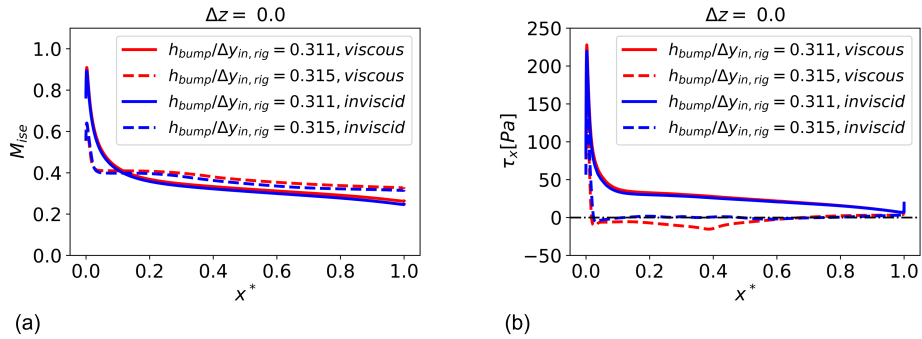 Δz = 0.0
M_ise
1.0
0.8
0.6
0.4
0.2
0.0
h_bump/Δy_in,rig = 0.311, viscous
h_bump/Δy_in,rig = 0.315, viscous
h_bump/Δy_in,rig = 0.311, inviscid
h_bump/Δy_in,rig = 0.315, inviscid
0.0 0.2 0.4 0.6 0.8 1.0
x*
(a)
Δz = 0.0
τ_x[Pa]
250
200
150
100
50
0
−50
h_bump/Δy_in,rig = 0.311, viscous
h_bump/Δy_in,rig = 0.315, viscous
h_bump/Δy_in,rig = 0.311, inviscid
h_bump/Δy_in,rig = 0.315, inviscid
0.0 0.2 0.4 0.6 0.8 1.0
x*
(b)